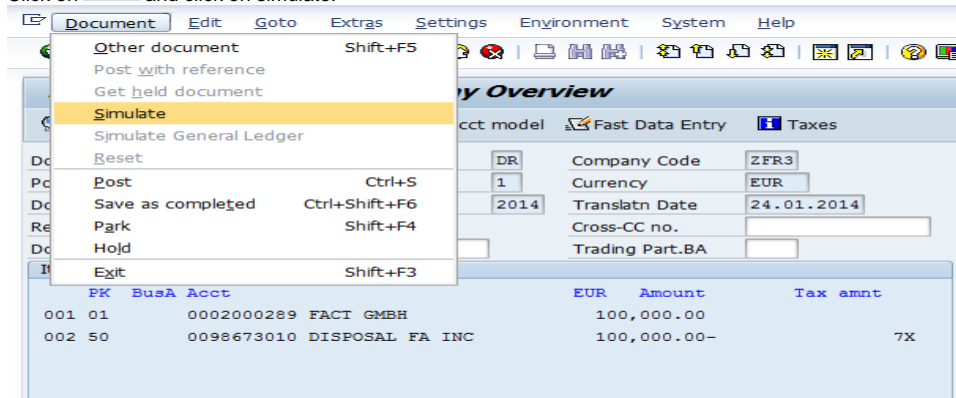 Document Edit Goto Extras Settings Environment System Help
Other document Shift+F5
Post with reference
Get held document
Simulate
Simulate General Ledger
Reset
Post Ctrl+S
Save as completed Ctrl+Shift+F6
Park Shift+F4
Hold
Exit Shift+F3
y Overview
cct model Fast Data Entry Taxes
DR Company Code ZFR3
1 Currency EUR
2014 Translatn Date 24.01.2014
Cross-CC no.
Trading Part.BA
PK BusA Acct EUR Amount Tax amnt
001 01 0002000289 FACT GMBH 100,000.00
002 50 0098673010 DISPOSAL FA INC 100,000.00- 7X